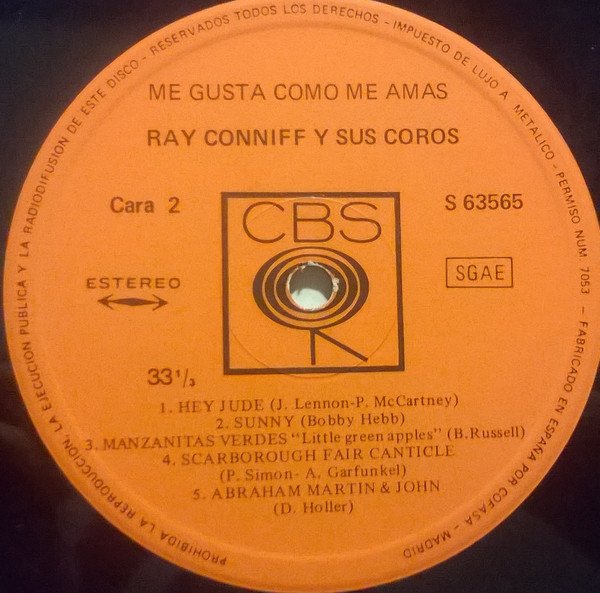 PROHIBIDA LA REPRODUCCION, LA EJECUCION PUBLICA Y LA RADIODIFUSION DE ESTE DISCO - RESERVADOS TODOS LOS DERECHOS - IMPUESTO DE LUJO A METALICO - PERMISO NUM. 7053 - FABRICADO EN ESPAÑA POR COFASA - MADRID
ME GUSTA COMO ME AMAS
RAY CONNIFF Y SUS COROS
Cara 2
CBS
S 63565
ESTEREO
SGAE
33 1/3
1. HEY JUDE (J. Lennon-P. McCartney)
2. SUNNY (Bobby Hebb)
3. MANZANITAS VERDES "Little green apples" (B. Russell)
4. SCARBOROUGH FAIR CANTICLE
(P. Simon- A. Garfunkel)
5. ABRAHAM MARTIN & JOHN
(D. Holler)